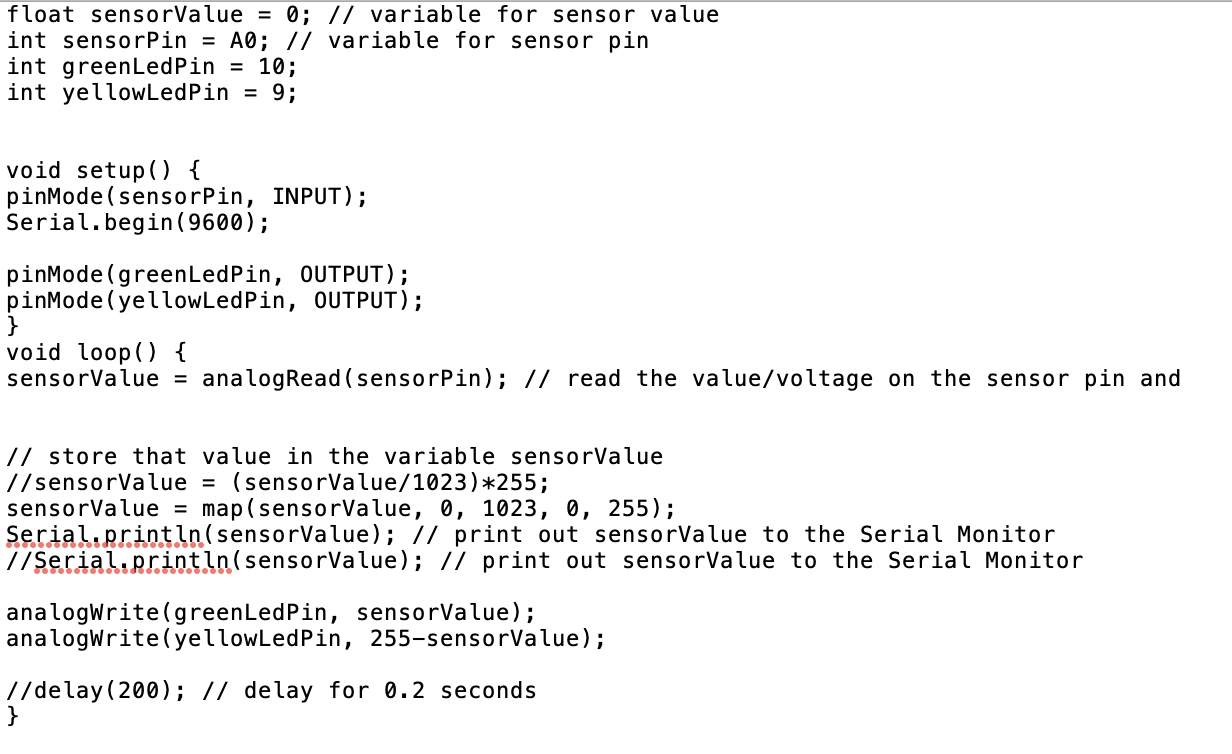 float sensorValue = 0; // variable for sensor value
int sensorPin = A0; // variable for sensor pin
int greenLedPin = 10;
int yellowLedPin = 9;
void setup() {
pinMode(sensorPin, INPUT);
Serial.begin(9600);
pinMode(greenLedPin, OUTPUT);
pinMode(yellowLedPin, OUTPUT);
}
void loop() {
sensorValue = analogRead(sensorPin); // read the value/voltage on the sensor pin and
// store that value in the variable sensorValue
//sensorValue = (sensorValue/1023)*255;
sensorValue = map(sensorValue, 0, 1023, 0, 255);
Serial.println(sensorValue); // print out sensorValue to the Serial Monitor
//Serial.println(sensorValue); // print out sensorValue to the Serial Monitor
analogWrite(greenLedPin, sensorValue);
analogWrite(yellowLedPin, 255-sensorValue);
//delay(200); // delay for 0.2 seconds
}